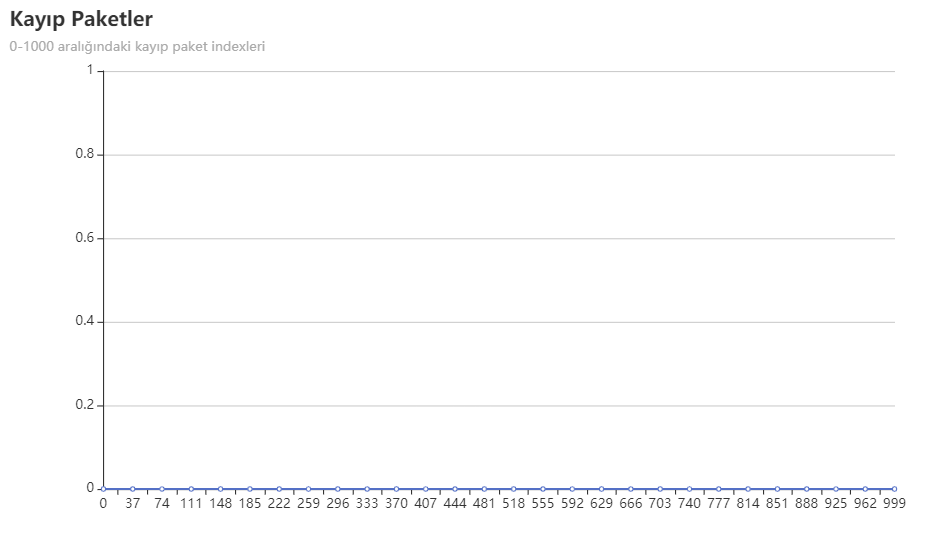 Kayıp Paketler
0-1000 aralığındaki kayıp paket indexleri
1
0.8
0.6
0.4
0.2
0
0 37 74 111 148 185 222 259 296 333 370 407 444 481 518 555 592 629 666 703 740 777 814 851 888 925 962 999